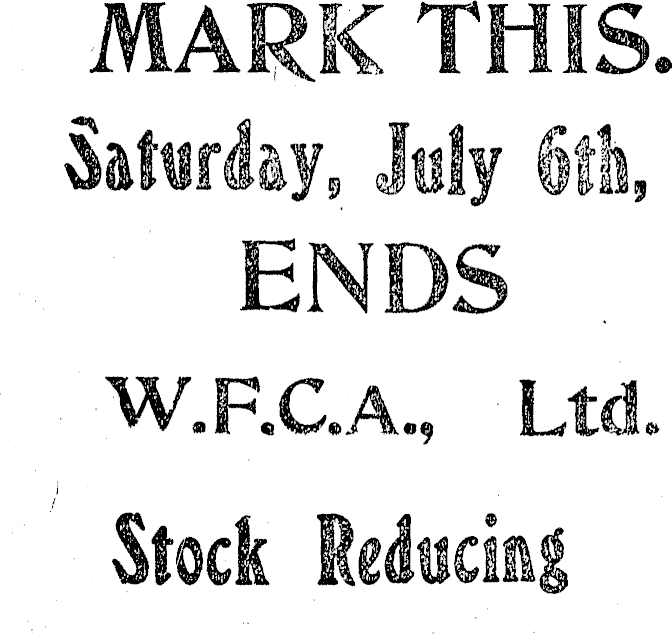 MARK THIS.
Saturday, July 6th,
ENDS
W.F.C.A., Ltd.
Stock Reducing